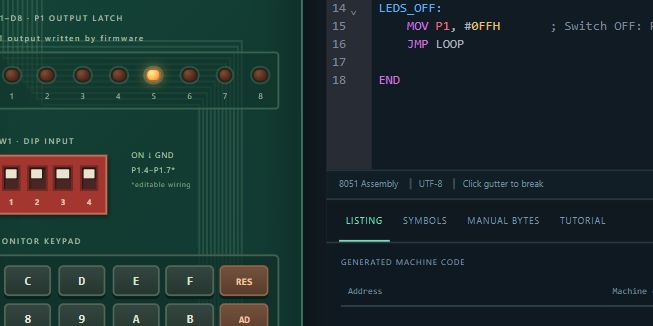 1–D8 · P1 OUTPUT LATCH
output written by firmware
1 2 3 4 5 6 7 8
W1 · DIP INPUT
ON ↓ GND
P1.4–P1.7*
*editable wiring
1 2 3 4
ONITOR KEYPAD
C D E F RES
8 9 A B AD
14 LEDS_OFF:
15 MOV P1, #0FFH ; Switch OFF:
16 JMP LOOP
17
18 END
8051 Assembly UTF-8 Click gutter to break
LISTING SYMBOLS MANUAL BYTES TUTORIAL
GENERATED MACHINE CODE
Address Machine